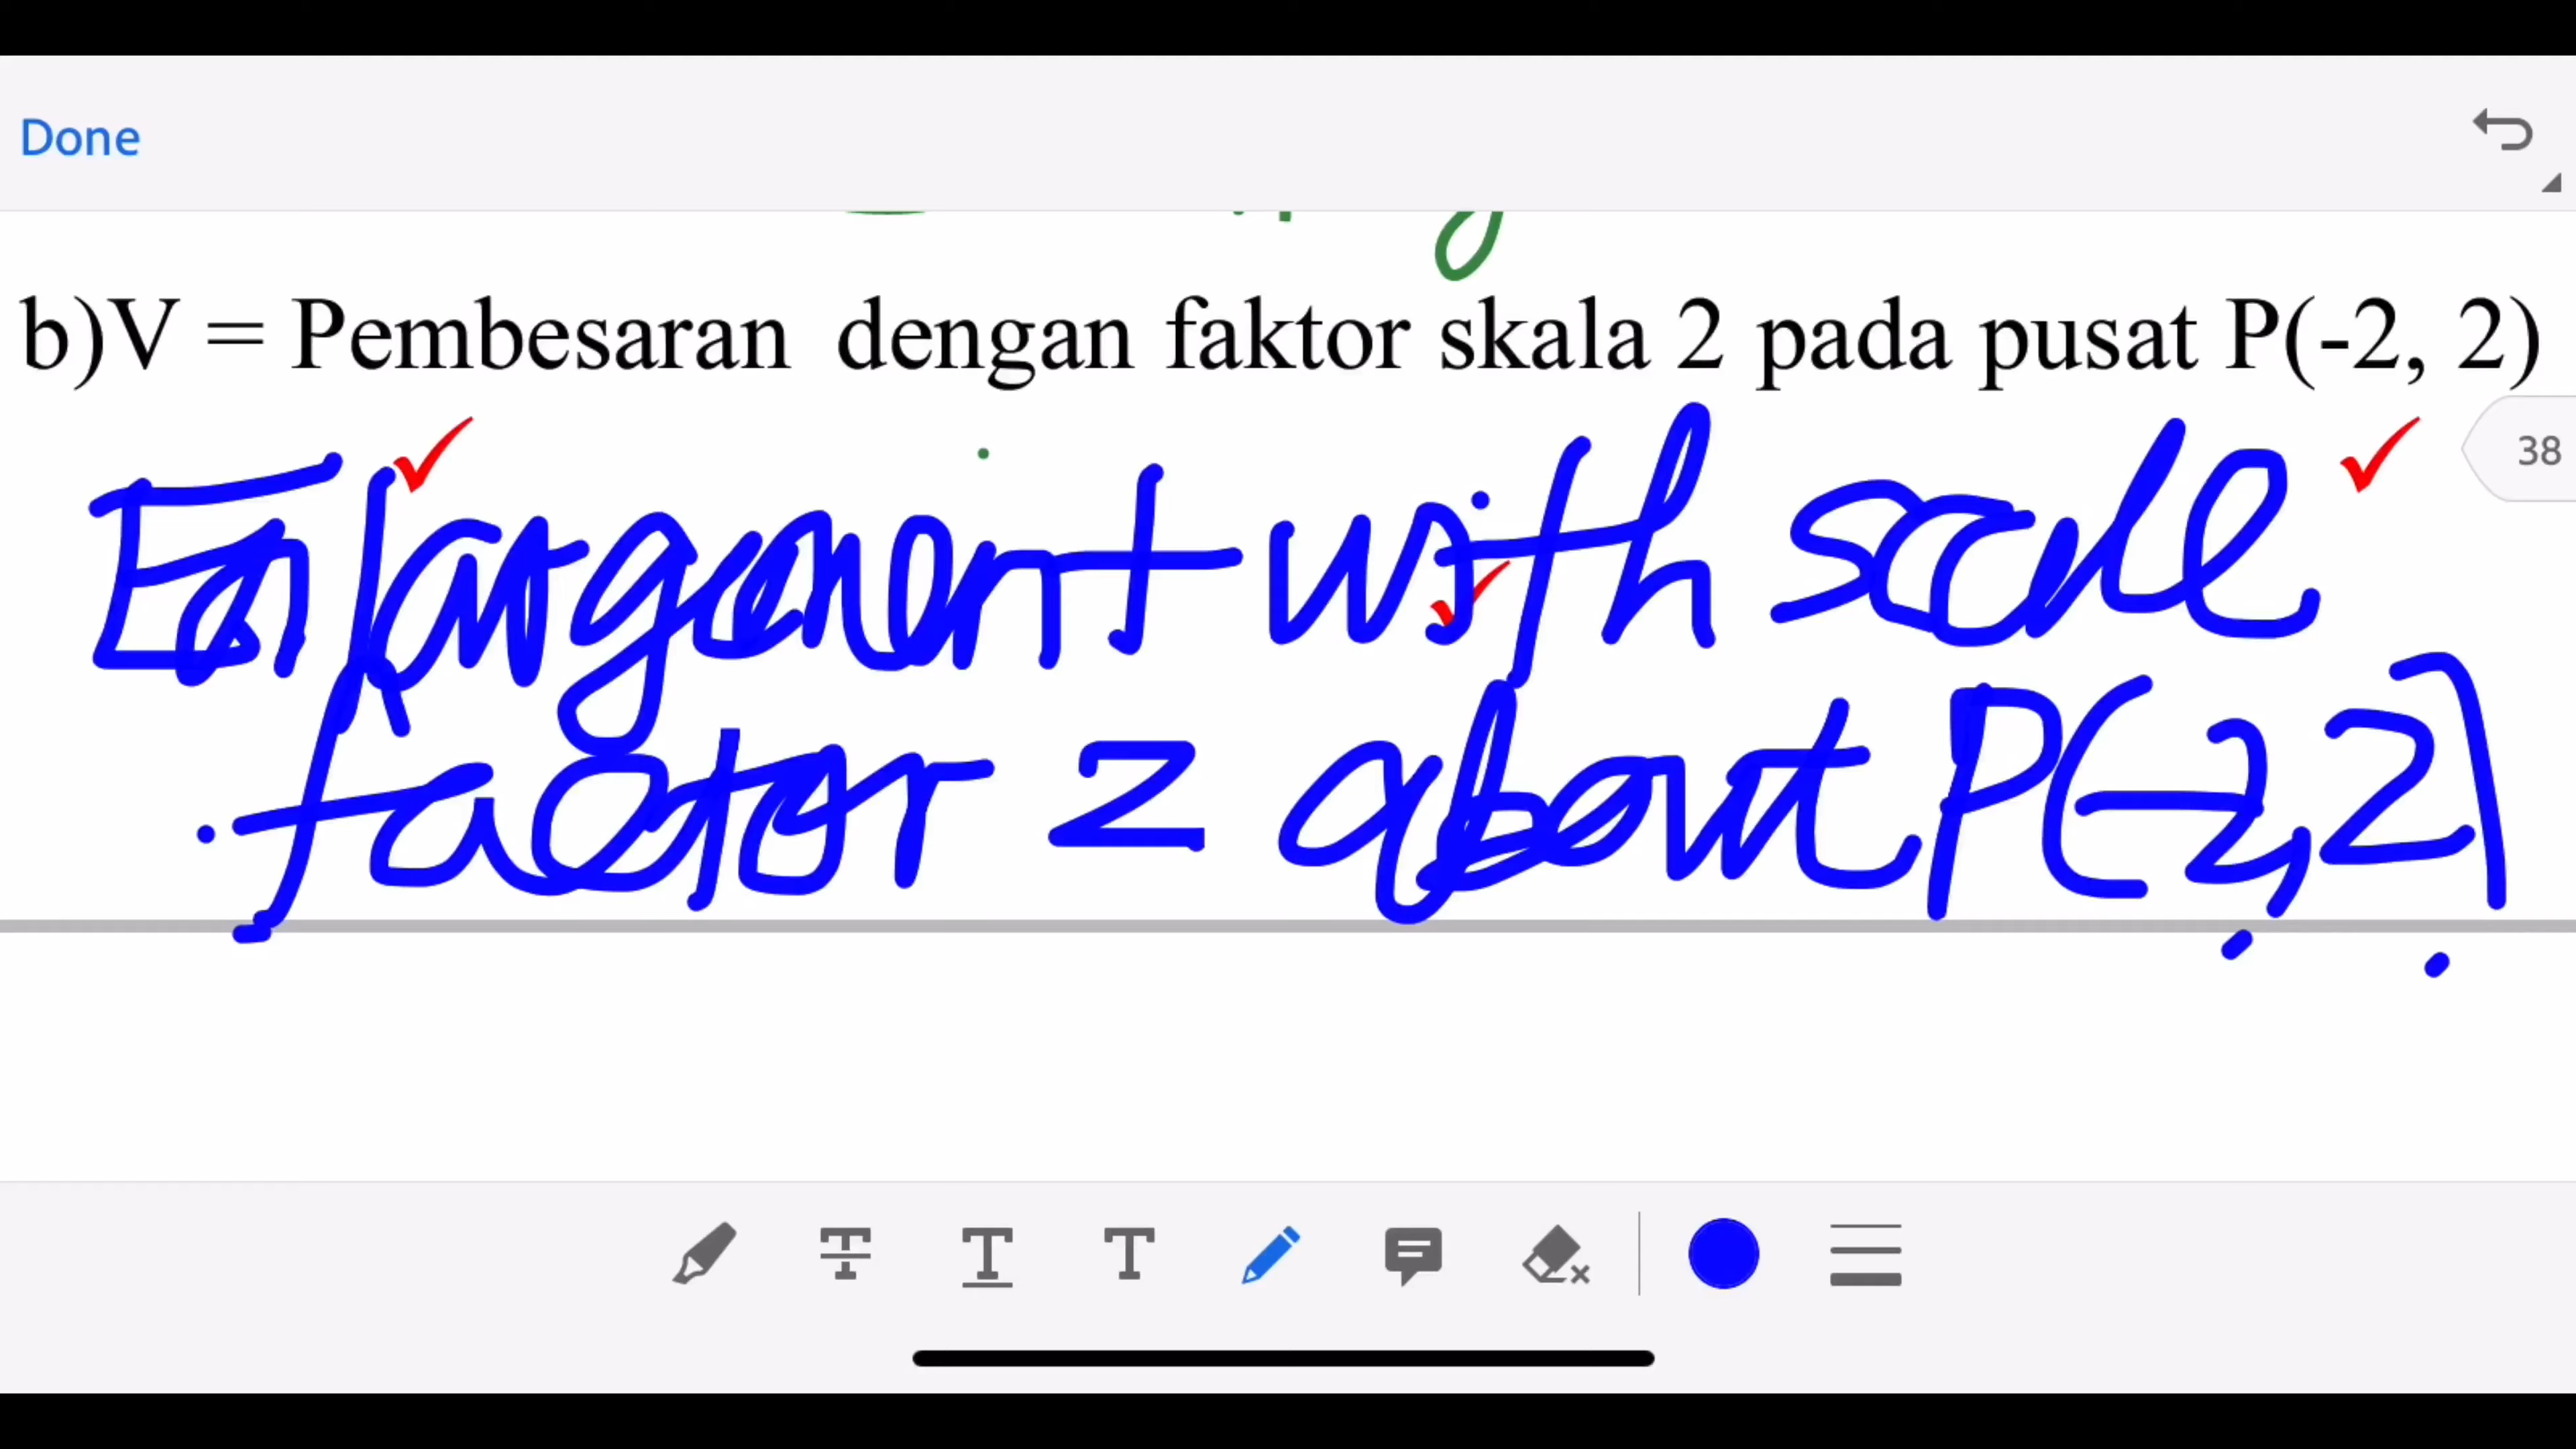 Done
b)V = Pembesaran dengan faktor skala 2 pada pusat P(-2, 2)
38
Enlargement with scale
factor 2 about P(-2,2)